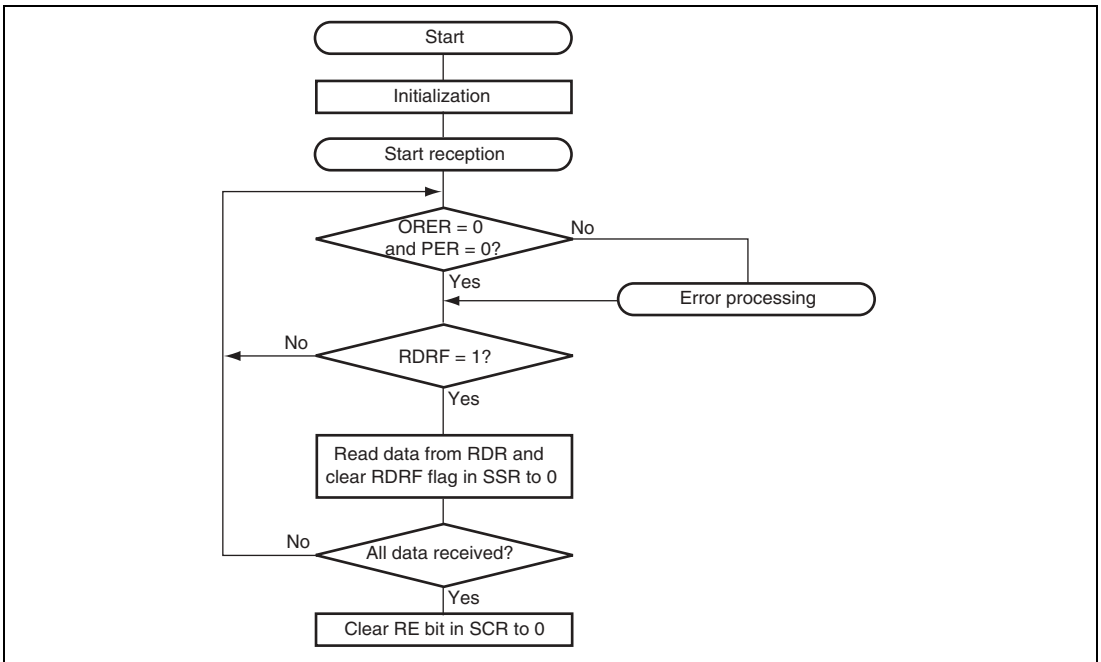 Start
Initialization
Start reception
ORER = 0
and PER = 0?
No
Yes
Error processing
No
RDRF = 1?
Yes
Read data from RDR and
clear RDRF flag in SSR to 0
No
All data received?
Yes
Clear RE bit in SCR to 0